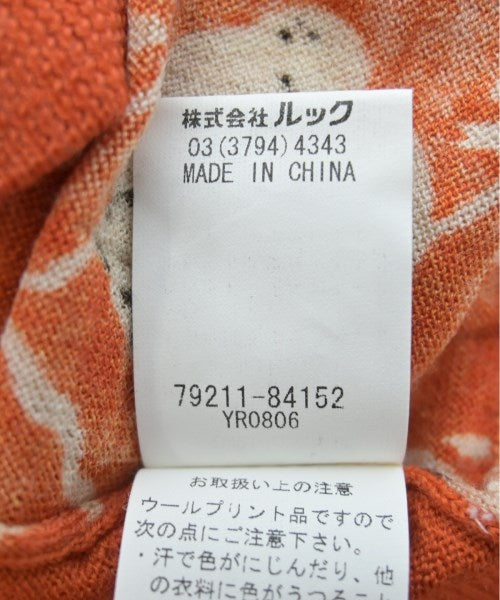 株式会社 ルック
03(3794)4343
MADE IN CHINA
79211-84152
YR0806
お取扱い上の注意
ウールプリント品ですので
次の点にご注意下さい。
・汗で色がにじんだり、他
の衣料に色がうつること